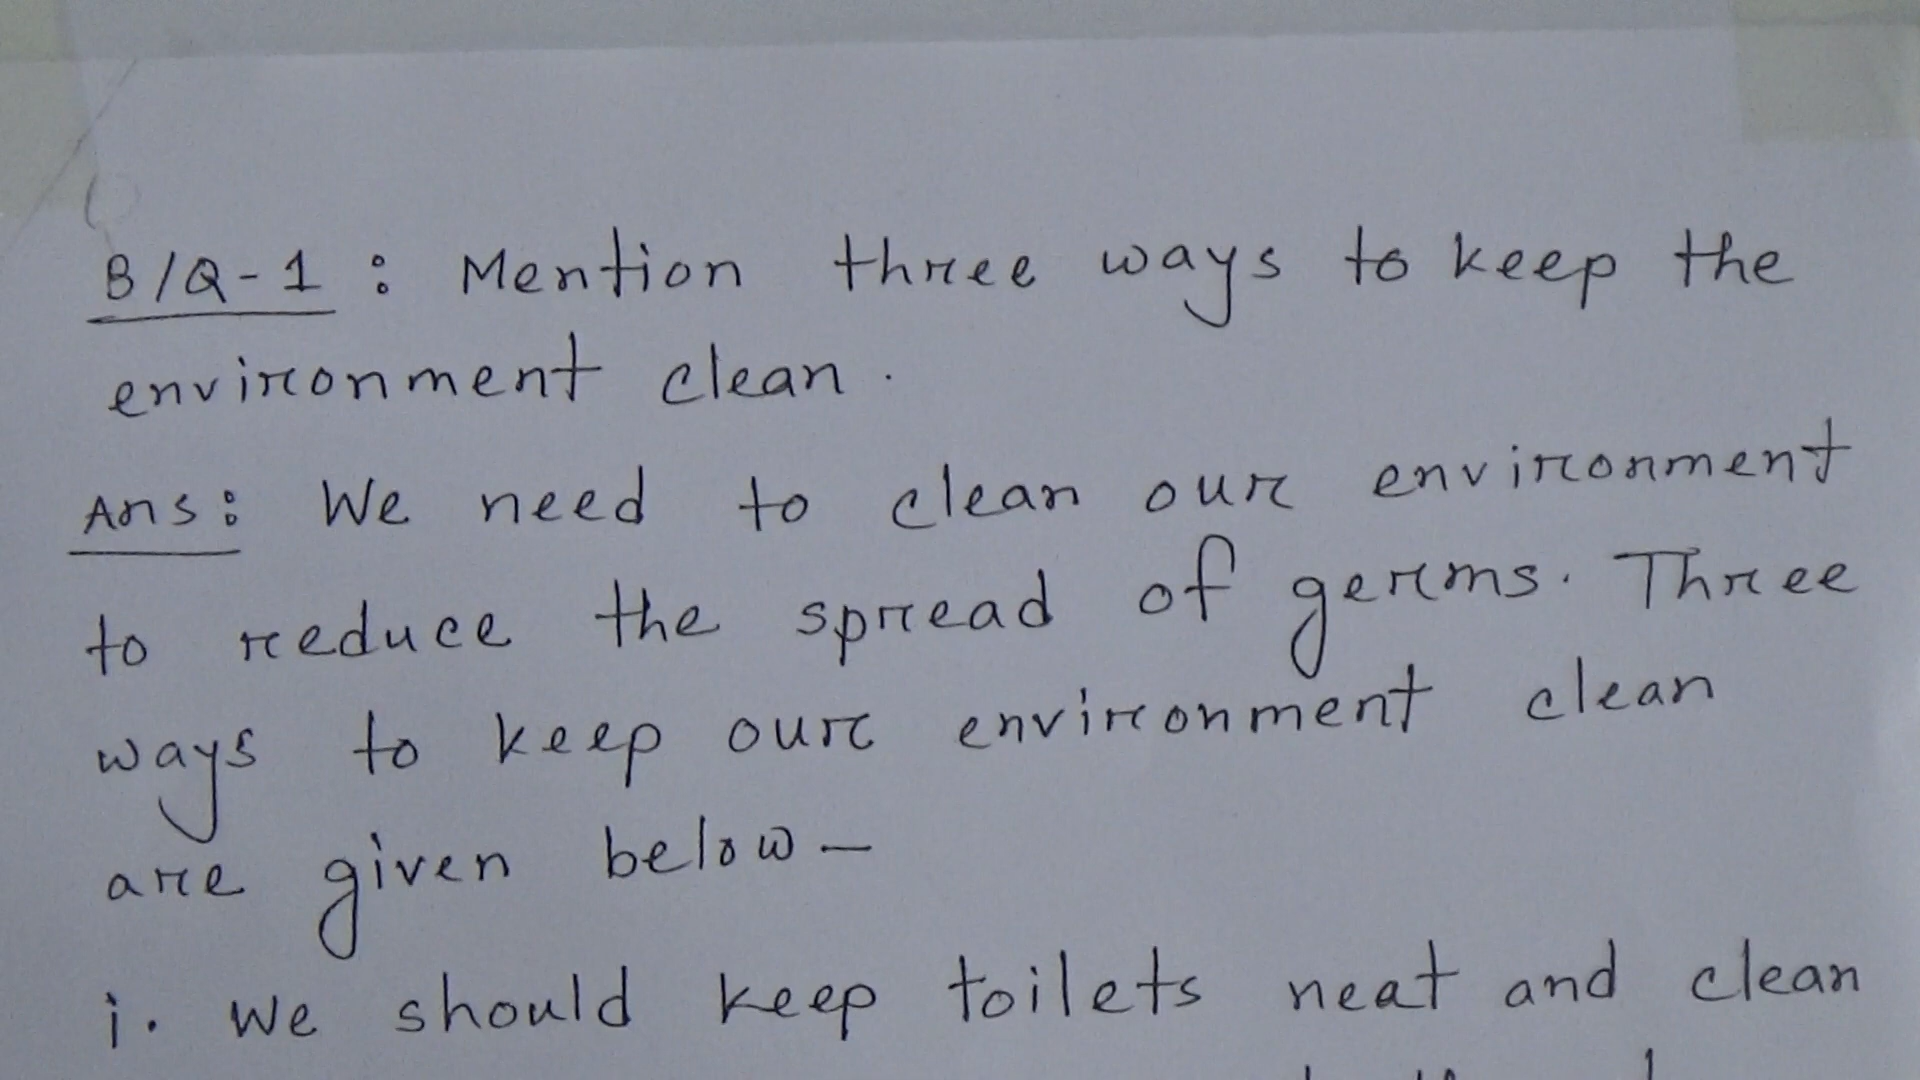 B/Q-1 : Mention three ways to keep the
environment clean.
Ans: We need to clean our environment
to reduce the spread of germs. Three
ways to keep our environment clean
are given below-
i. We should keep toilets neat and clean